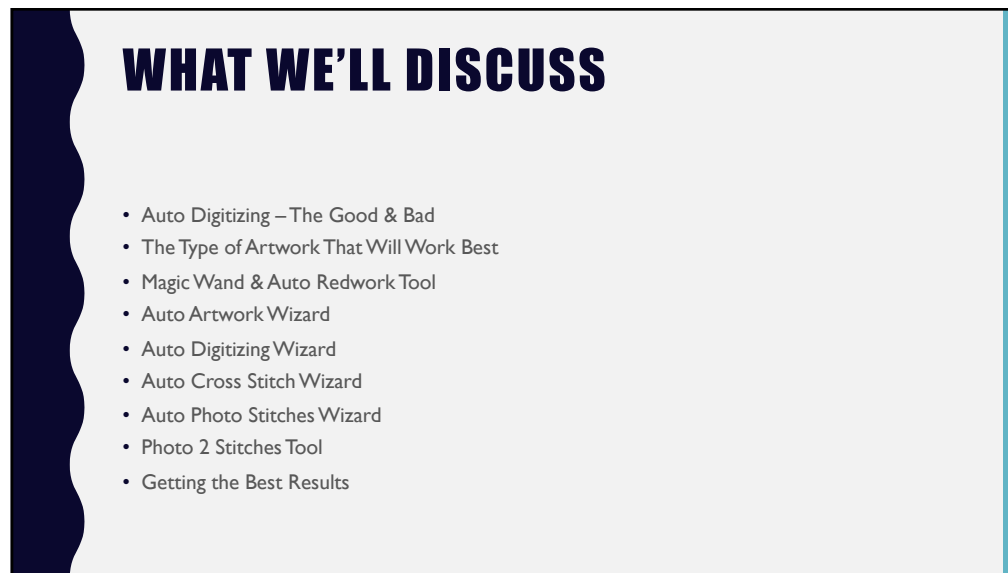 WHAT WE'LL DISCUSS
• Auto Digitizing – The Good & Bad
• The Type of Artwork That Will Work Best
• Magic Wand & Auto Redwork Tool
• Auto Artwork Wizard
• Auto Digitizing Wizard
• Auto Cross Stitch Wizard
• Auto Photo Stitches Wizard
• Photo 2 Stitches Tool
• Getting the Best Results